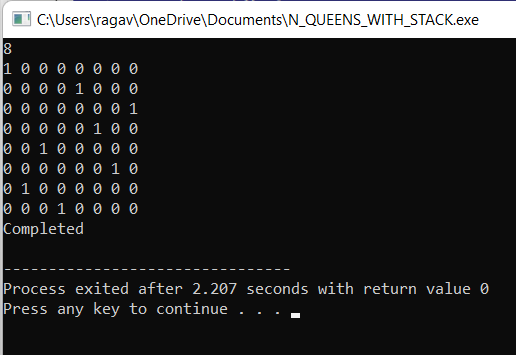 C:\Users\ragav\OneDrive\Documents\N_QUEENS_WITH_STACK.exe
8
1 0 0 0 0 0 0 0
0 0 0 0 1 0 0 0
0 0 0 0 0 0 0 1
0 0 0 0 0 1 0 0
0 0 1 0 0 0 0 0
0 0 0 0 0 0 1 0
0 1 0 0 0 0 0 0
0 0 0 1 0 0 0 0
Completed
--------------------------------
Process exited after 2.207 seconds with return value 0
Press any key to continue . . .